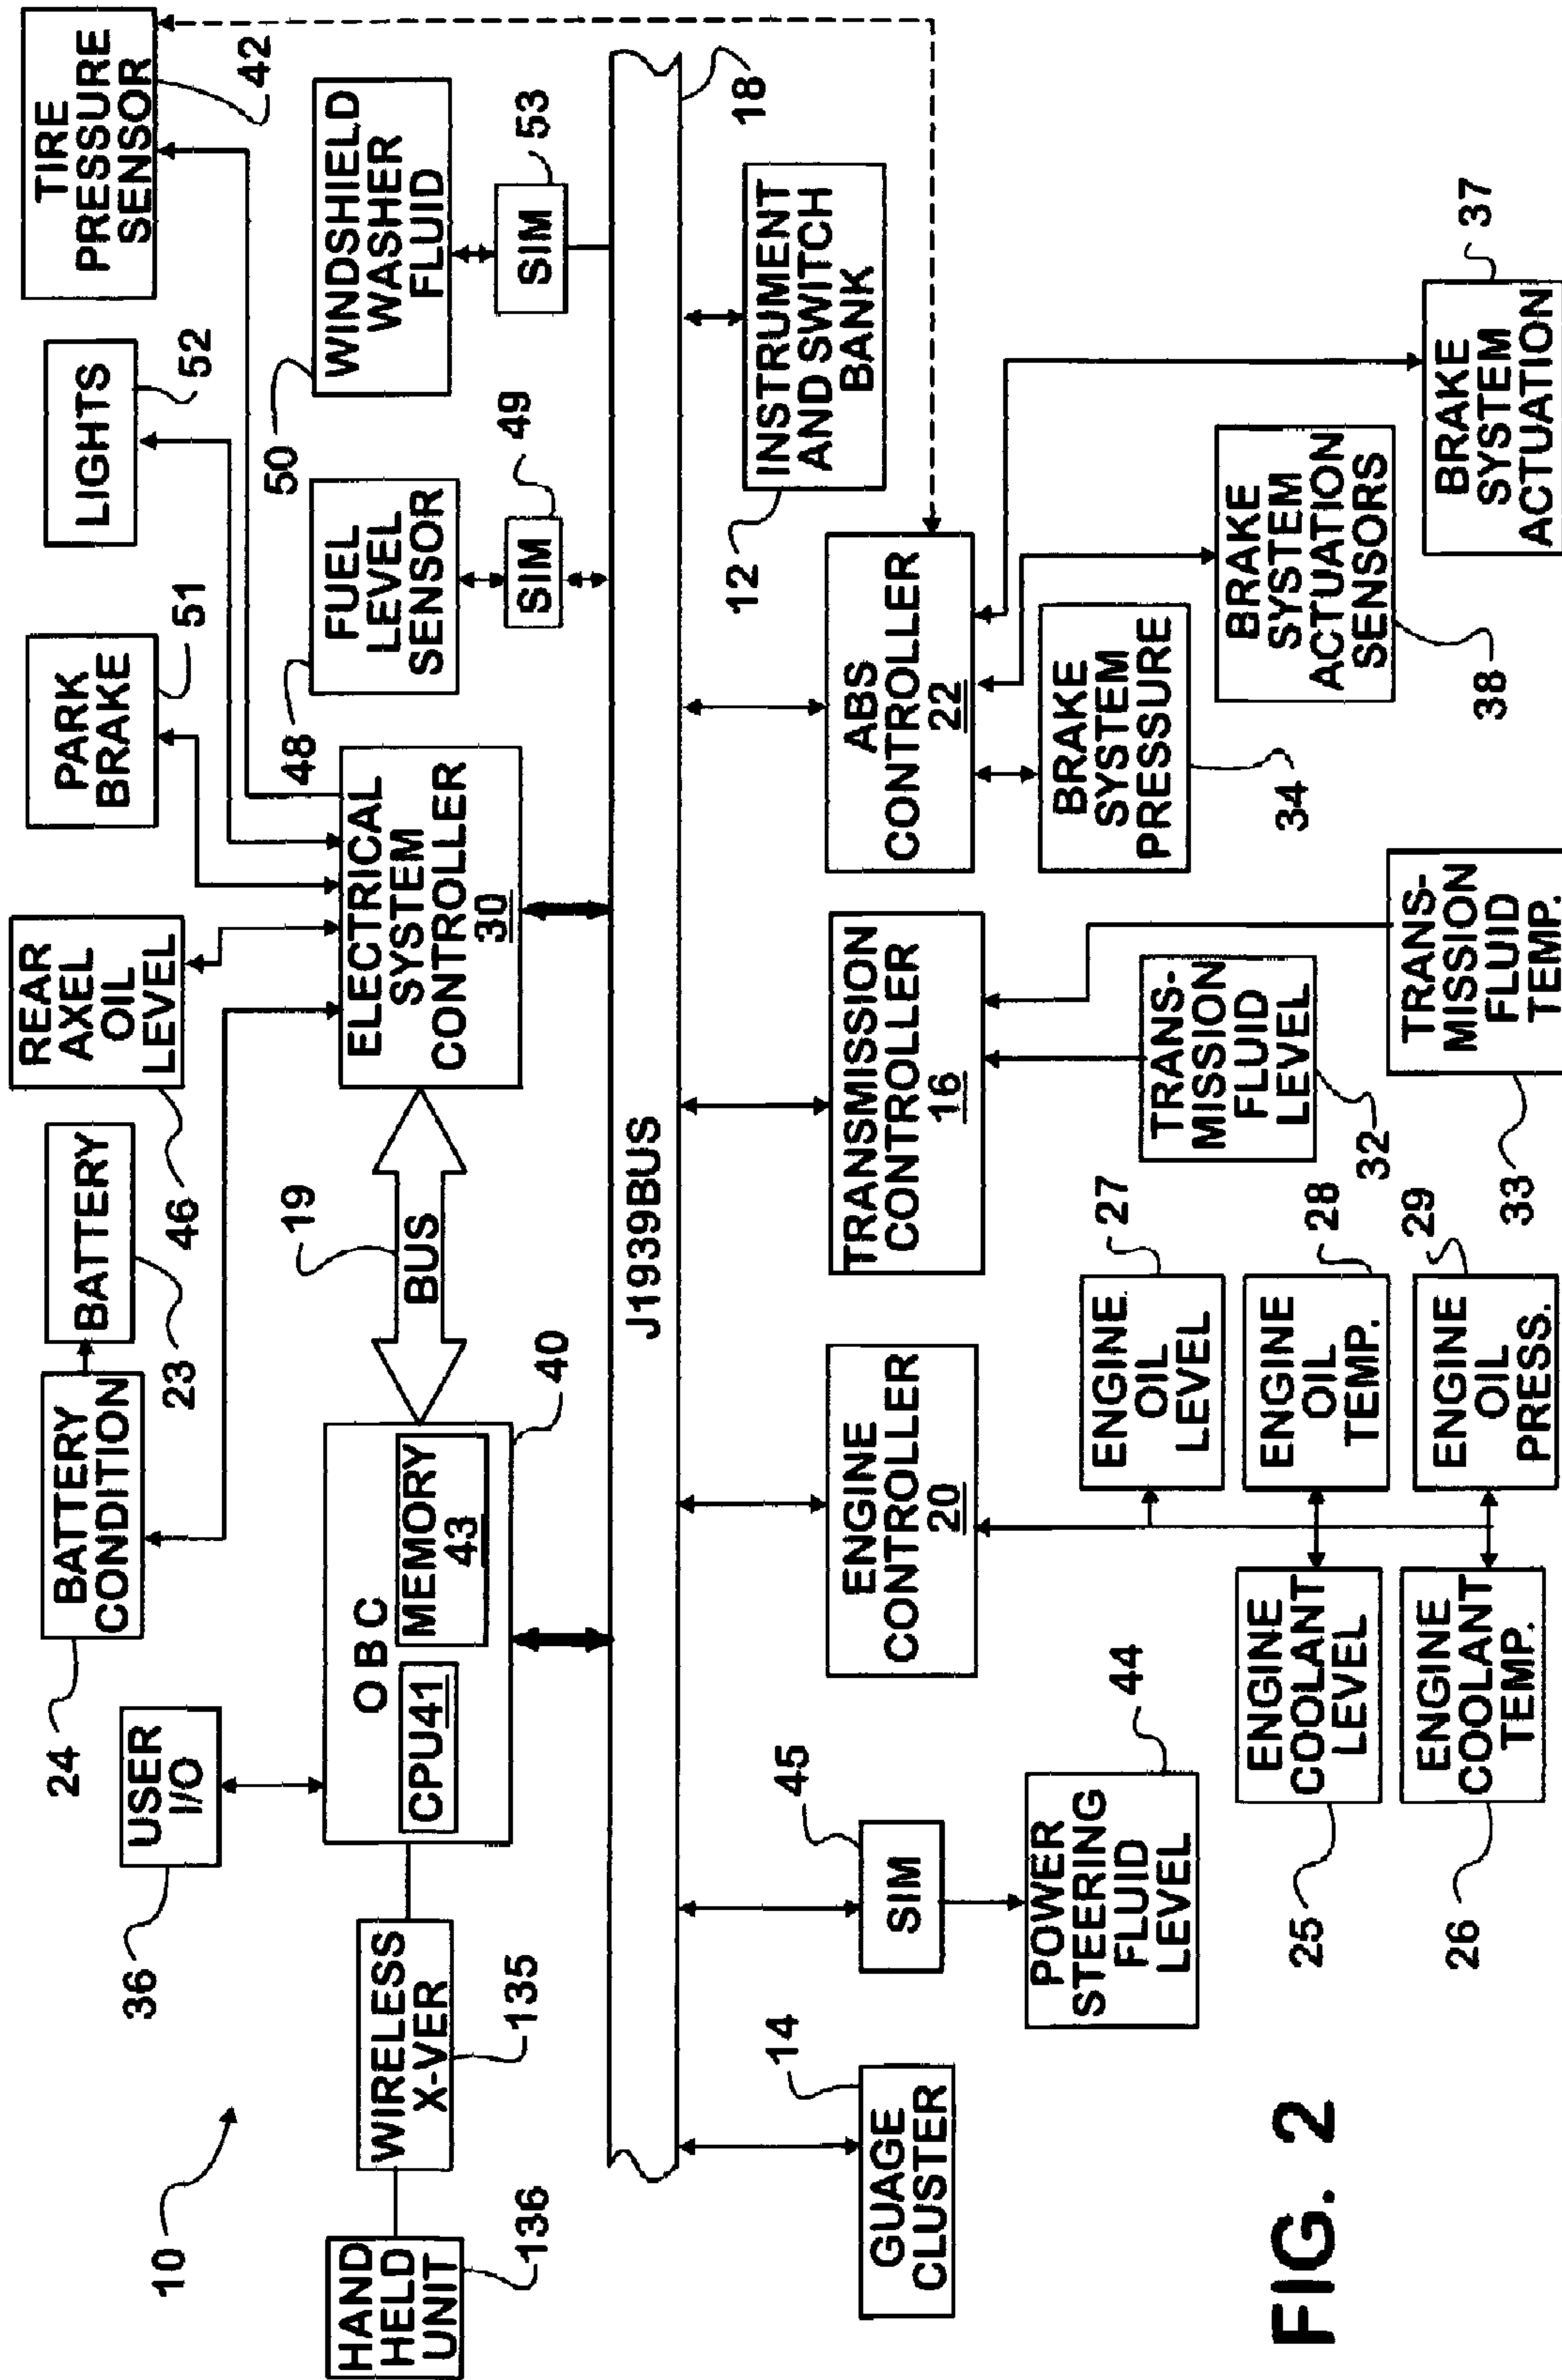 10
HAND
HELD
UNIT
136
WIRELESS
X-VER
135
USER
I/O
36
BATTERY
CONDITION
24
BATTERY
23
REAR
AXEL
OIL
LEVEL
46
PARK
BRAKE
51
LIGHTS
52
TIRE
PRESSURE
SENSOR
42
O B C
CPU41
MEMORY
43
40
BUS
19
ELECTRICAL
SYSTEM
CONTROLLER
30
FUEL
LEVEL
SENSOR
48
SIM
49
WINDSHIELD
WASHER
FLUID
50
SIM
53
J1939BUS
18
GUAGE
CLUSTER
14
SIM
45
POWER
STEERING
FLUID
LEVEL
44
ENGINE
CONTROLLER
20
ENGINE
COOLANT
LEVEL
25
ENGINE
COOLANT
TEMP.
26
ENGINE
OIL
LEVEL
27
ENGINE
OIL
TEMP.
28
ENGINE
OIL
PRESS.
29
TRANSMISSION
CONTROLLER
16
TRANS-
MISSION
FLUID
LEVEL
32
TRANS-
MISSION
FLUID
TEMP.
33
ABS
CONTROLLER
22
BRAKE
SYSTEM
PRESSURE
34
BRAKE
SYSTEM
ACTUATION
SENSORS
38
BRAKE
SYSTEM
ACTUATION
37
INSTRUMENT
AND SWITCH
BANK
12
FIG. 2